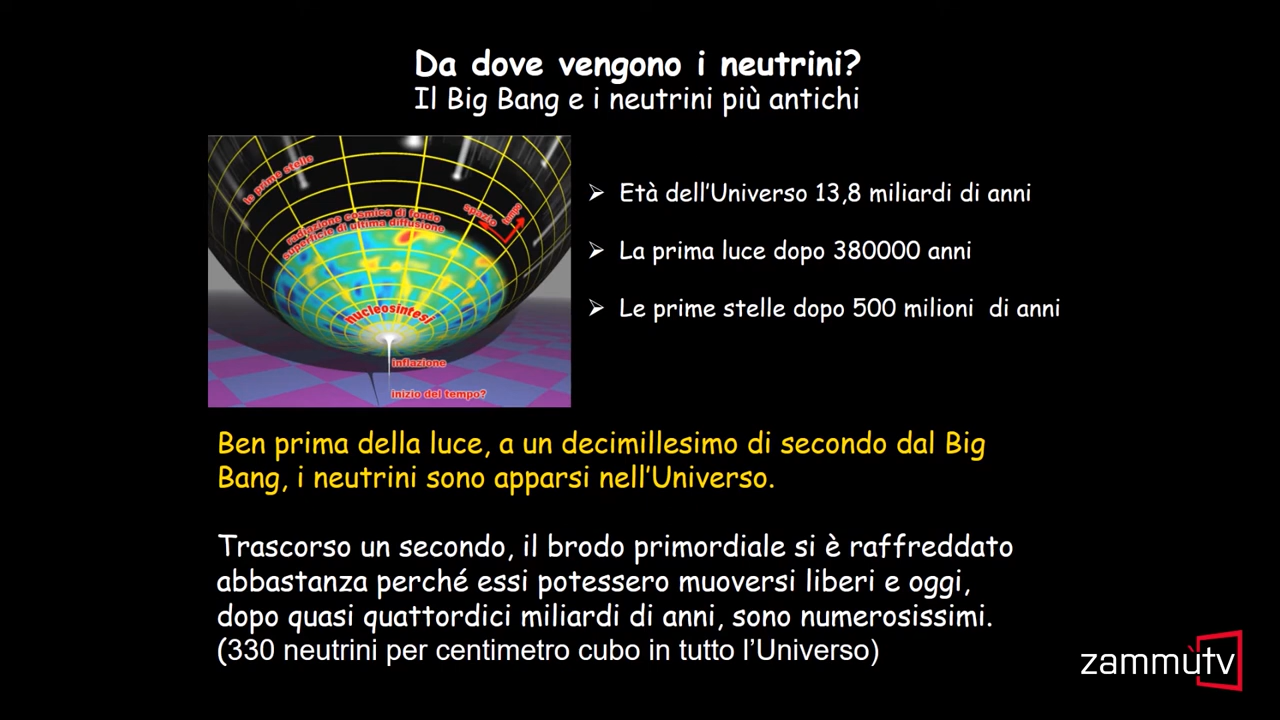 Da dove vengono i neutrini?
Il Big Bang e i neutrini più antichi
le prime stelle
radiazione cosmica di fondo
superficie di ultima diffusione
spazio
tempo
nucleosintesi
inflazione
inizio del tempo?
➢ Età dell'Universo 13,8 miliardi di anni
➢ La prima luce dopo 380000 anni
➢ Le prime stelle dopo 500 milioni di anni
Ben prima della luce, a un decimillesimo di secondo dal Big
Bang, i neutrini sono apparsi nell'Universo.
Trascorso un secondo, il brodo primordiale si è raffreddato
abbastanza perché essi potessero muoversi liberi e oggi,
dopo quasi quattordici miliardi di anni, sono numerosissimi.
(330 neutrini per centimetro cubo in tutto l'Universo)
zammùtv